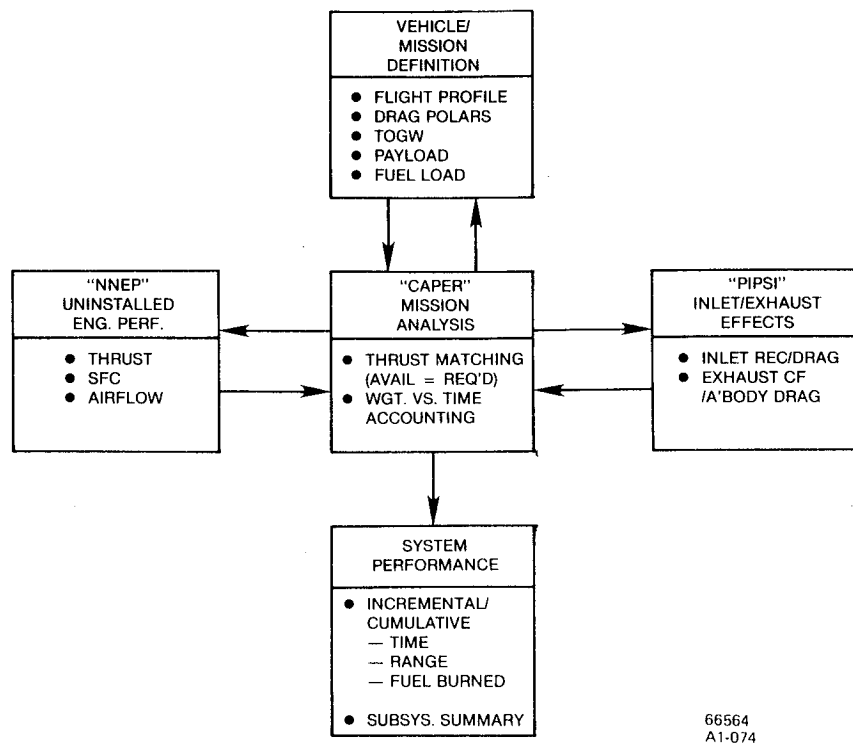 VEHICLE/
MISSION
DEFINITION
● FLIGHT PROFILE
● DRAG POLARS
● TOGW
● PAYLOAD
● FUEL LOAD
"NNEP"
UNINSTALLED
ENG. PERF.
● THRUST
● SFC
● AIRFLOW
"CAPER"
MISSION
ANALYSIS
● THRUST MATCHING
(AVAIL = REQ'D)
● WGT. VS. TIME
ACCOUNTING
"PIPSI"
INLET/EXHAUST
EFFECTS
● INLET REC/DRAG
● EXHAUST CF
/A'BODY DRAG
SYSTEM
PERFORMANCE
● INCREMENTAL/
CUMULATIVE
— TIME
— RANGE
— FUEL BURNED
● SUBSYS. SUMMARY
66564
A1-074